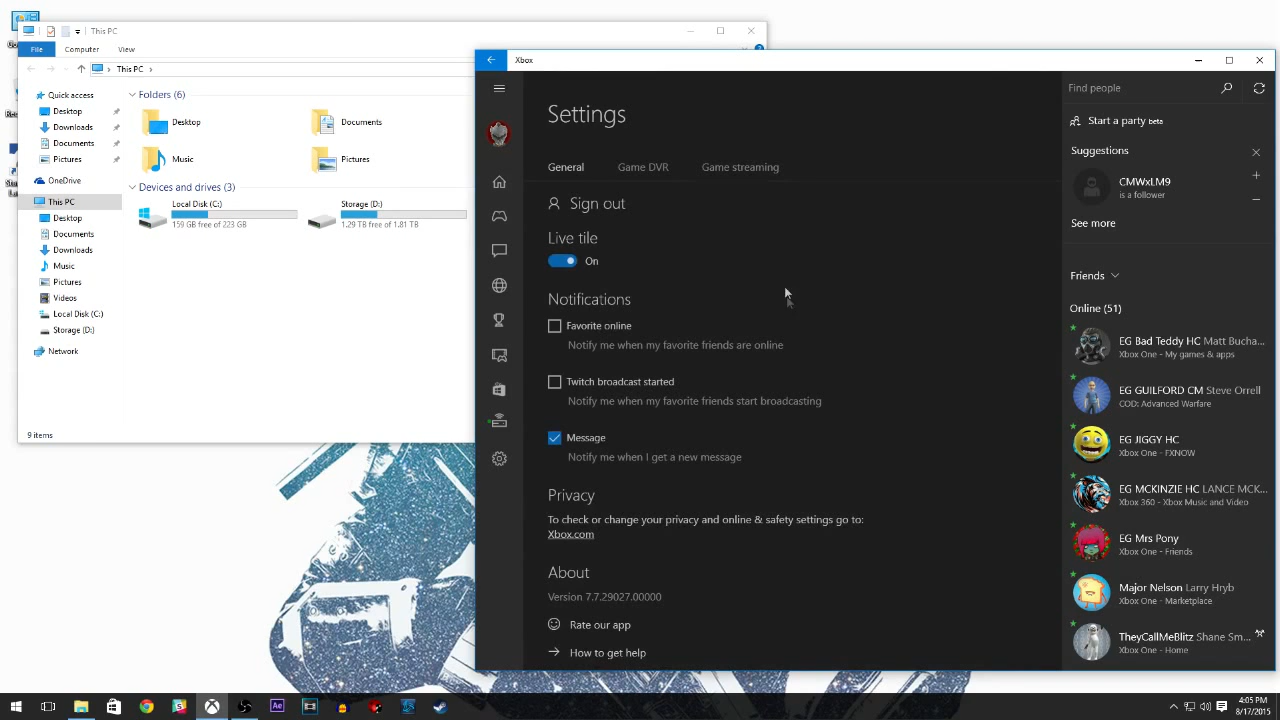 This PC
File
Computer
View
This PC
Quick access
Desktop
Downloads
Documents
Pictures
OneDrive
This PC
Desktop
Documents
Downloads
Music
Pictures
Videos
Local Disk (C:)
Storage (D:)
Network
Folders (6)
Desktop
Documents
Music
Pictures
Devices and drives (3)
Local Disk (C:)
159 GB free of 223 GB
Storage (D:)
1.29 TB free of 1.81 TB
9 items
Xbox
Settings
General
Game DVR
Game streaming
Sign out
Live tile
On
Notifications
Favorite online
Notify me when my favorite friends are online
Twitch broadcast started
Notify me when my favorite friends start broadcasting
Message
Notify me when I get a new message
Privacy
To check or change your privacy and online & safety settings go to:
Xbox.com
About
Version 7.7.29027.00000
Rate our app
How to get help
Find people
Start a party beta
Suggestions
CMWxLM9
is a follower
See more
Friends
Online (51)
EG Bad Teddy HC Matt Bucha...
Xbox One - My games & apps
EG GUILFORD CM Steve Orrell
COD: Advanced Warfare
EG JIGGY HC
Xbox One - FXNOW
EG MCKINZIE HC LANCE MCK...
Xbox 360 - Xbox Music and Video
EG Mrs Pony
Xbox One - Friends
Major Nelson Larry Hryb
Xbox One - Marketplace
TheyCallMeBlitz Shane Sm...
Xbox One - Home
Ae
4:05 PM
8/17/2015